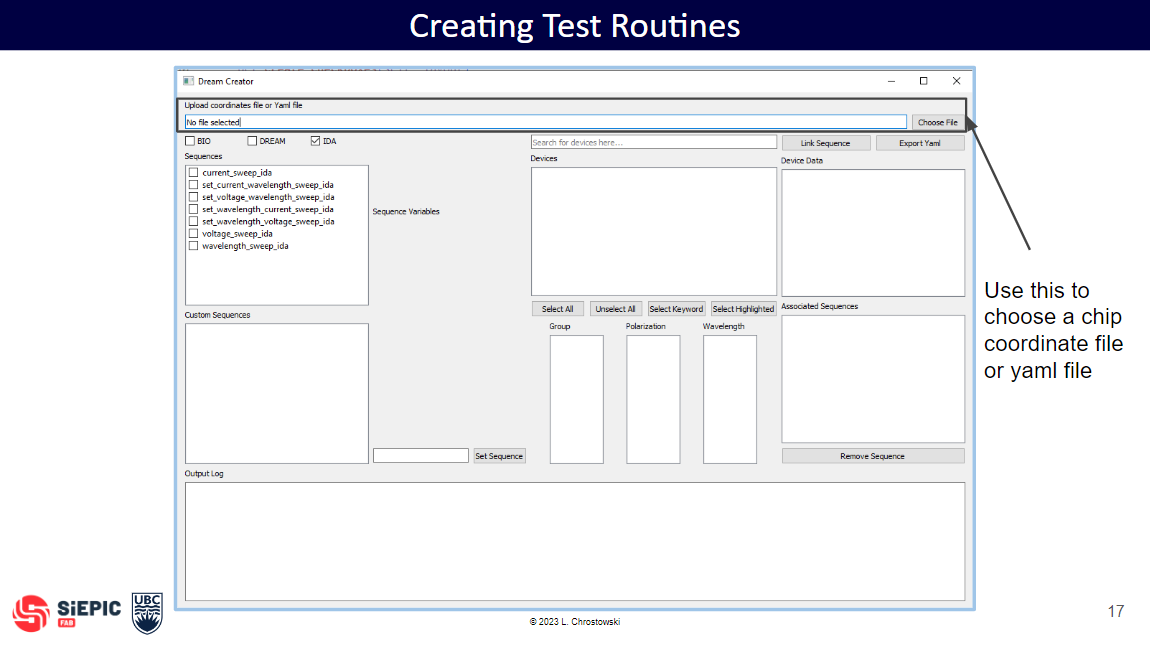 Creating Test Routines
Dream Creator
Upload coordinates file or Yaml file
No file selected
Choose File
BIO DREAM IDA
Search for devices here...
Link Sequence Export Yaml
Sequences
Devices
Device Data
current_sweep_ida
set_current_wavelength_sweep_ida
set_voltage_wavelength_sweep_ida
set_wavelength_current_sweep_ida
set_wavelength_voltage_sweep_ida
voltage_sweep_ida
wavelength_sweep_ida
Sequence Variables
Use this to
choose a chip
coordinate file
or yaml file
Select All Unselect All Select Keyword Select Highlighted
Associated Sequences
Custom Sequences
Group Polarization Wavelength
Set Sequence
Remove Sequence
Output Log
SiEPIC
FAB
UBC
© 2023 L. Chrostowski
17